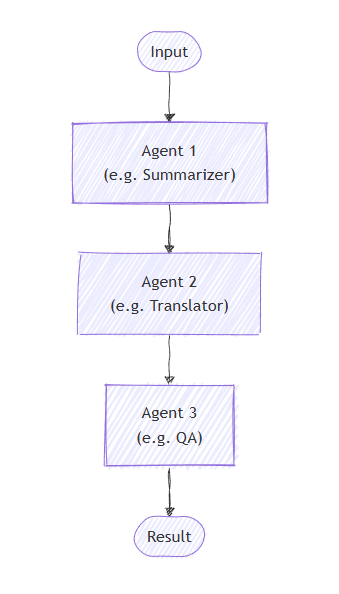 Input
Agent 1
(e.g. Summarizer)
Agent 2
(e.g. Translator)
Agent 3
(e.g. QA)
Result